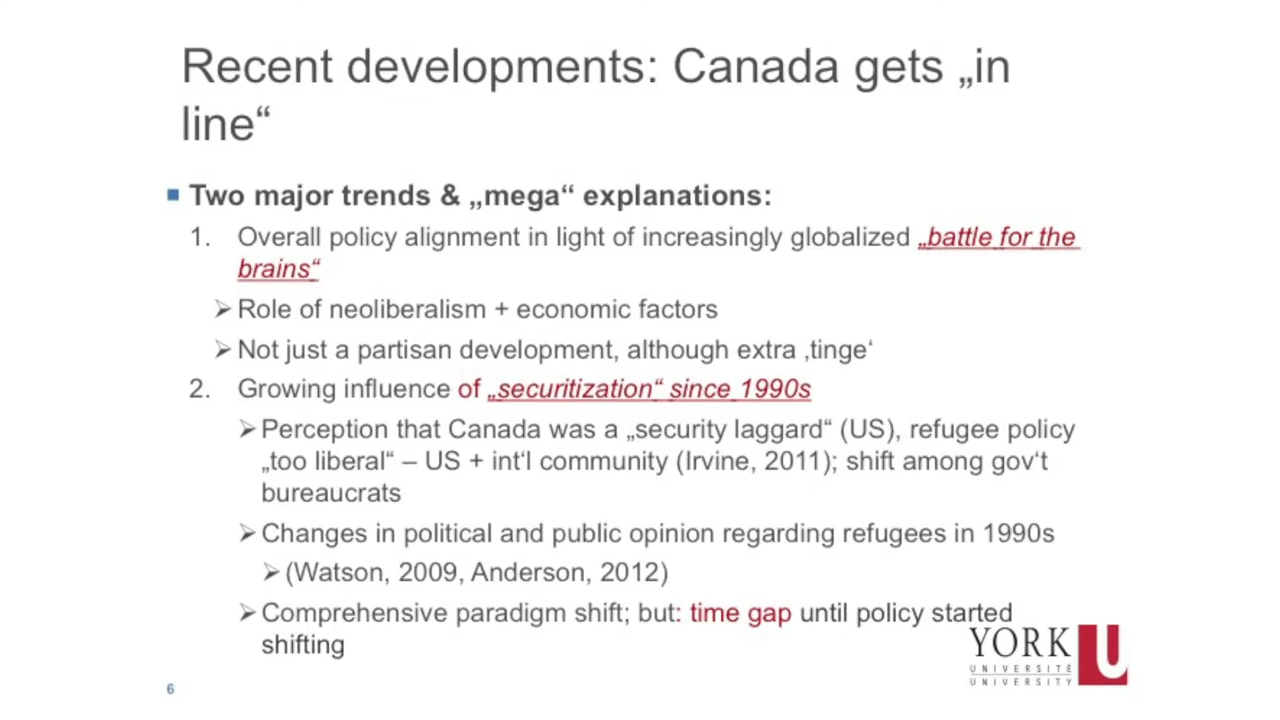 Recent developments: Canada gets „in
line“
Two major trends & „mega“ explanations:
1. Overall policy alignment in light of increasingly globalized „battle for the
brains“
Role of neoliberalism + economic factors
Not just a partisan development, although extra ‚tinge‘
2. Growing influence of „securitization“ since 1990s
Perception that Canada was a „security laggard“ (US), refugee policy
„too liberal“ – US + int‘l community (Irvine, 2011); shift among gov‘t
bureaucrats
Changes in political and public opinion regarding refugees in 1990s
(Watson, 2009, Anderson, 2012)
Comprehensive paradigm shift; but: time gap until policy started
shifting
YORK U
UNIVERSITÉ
UNIVERSITY
6